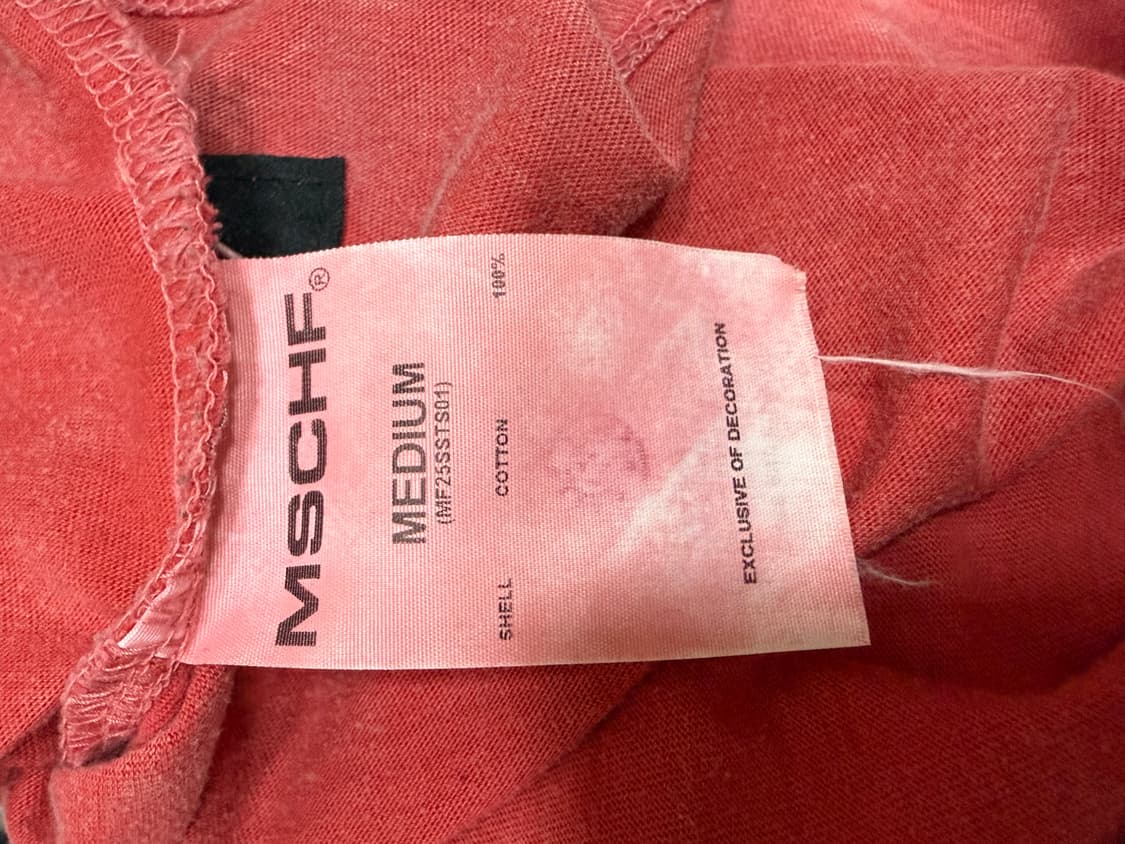 MSCHF®
MEDIUM
(MF25SSTS01)
SHELL COTTON 100%
EXCLUSIVE OF DECORATION